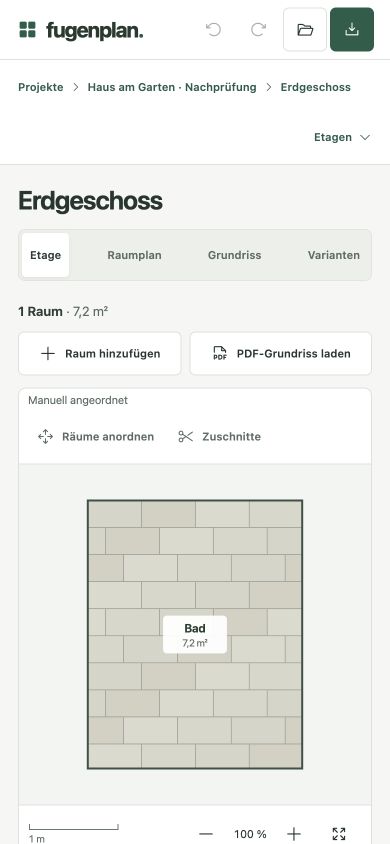 fugenplan.
Projekte > Haus am Garten · Nachprüfung > Erdgeschoss
Etagen
Erdgeschoss
Etage Raumplan Grundriss Varianten
1 Raum · 7,2 m²
Raum hinzufügen PDF PDF-Grundriss laden
Manuell angeordnet
Räume anordnen Zuschnitte
Bad
7,2 m²
1 m
100 %